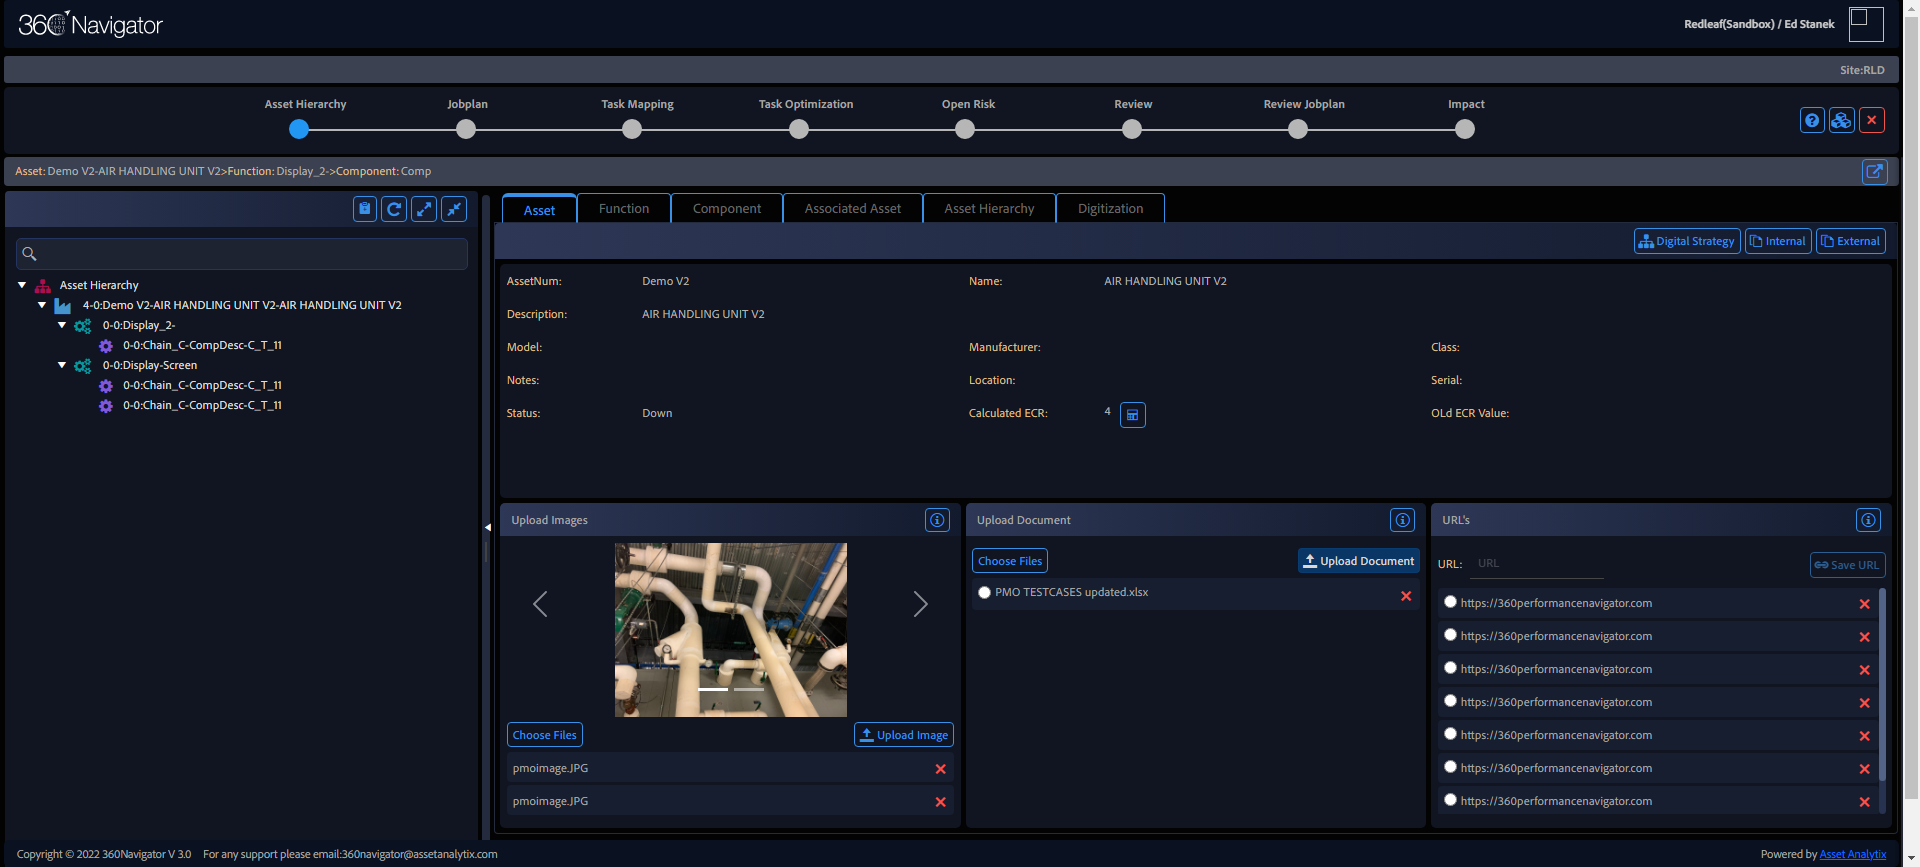 360 Navigator
Redleaf(Sandbox) / Ed Stanek
Site:RLD
Asset Hierarchy
Jobplan
Task Mapping
Task Optimization
Open Risk
Review
Review Jobplan
Impact
Asset: Demo V2-AIR HANDLING UNIT V2>Function: Display_2->Component: Comp
Asset
Function
Component
Associated Asset
Asset Hierarchy
Digitization
Digital Strategy
Internal
External
Asset Hierarchy
4-0:Demo V2-AIR HANDLING UNIT V2-AIR HANDLING UNIT V2
0-0:Display_2-
0-0:Chain_C-CompDesc-C_T_11
0-0:Display-Screen
0-0:Chain_C-CompDesc-C_T_11
0-0:Chain_C-CompDesc-C_T_11
AssetNum: Demo V2 Name: AIR HANDLING UNIT V2
Description: AIR HANDLING UNIT V2
Model: Manufacturer: Class:
Notes: Location: Serial:
Status: Down Calculated ECR: 4 OLd ECR Value:
Upload Images
Choose Files
Upload Image
pmoimage.JPG
pmoimage.JPG
Upload Document
Choose Files
Upload Document
PMO TESTCASES updated.xlsx
URL's
URL: URL
Save URL
https://360performancenavigator.com
https://360performancenavigator.com
https://360performancenavigator.com
https://360performancenavigator.com
https://360performancenavigator.com
https://360performancenavigator.com
https://360performancenavigator.com
Copyright © 2022 360Navigator V 3.0 For any support please email:360navigator@assetanalytix.com
Powered by Asset Analytix